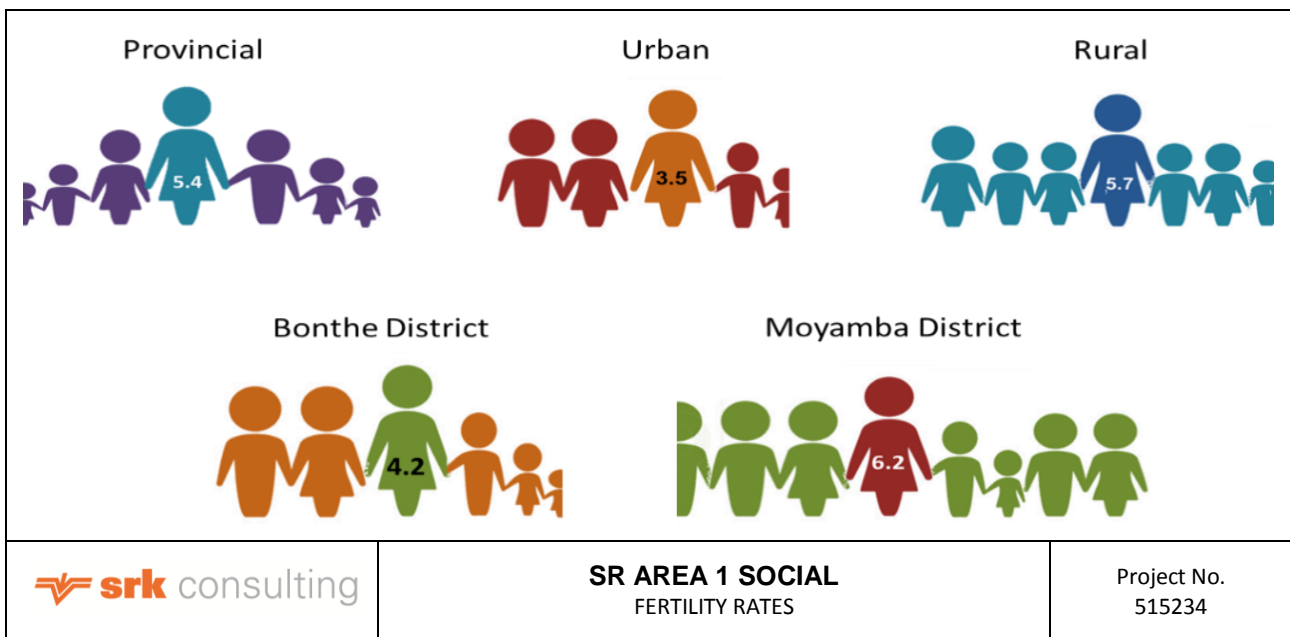 Provincial
Urban
Rural
5.4
3.5
5.7
Bonthe District
Moyamba District
4.2
6.2
srk consulting
SR AREA 1 SOCIAL
FERTILITY RATES
Project No.
515234